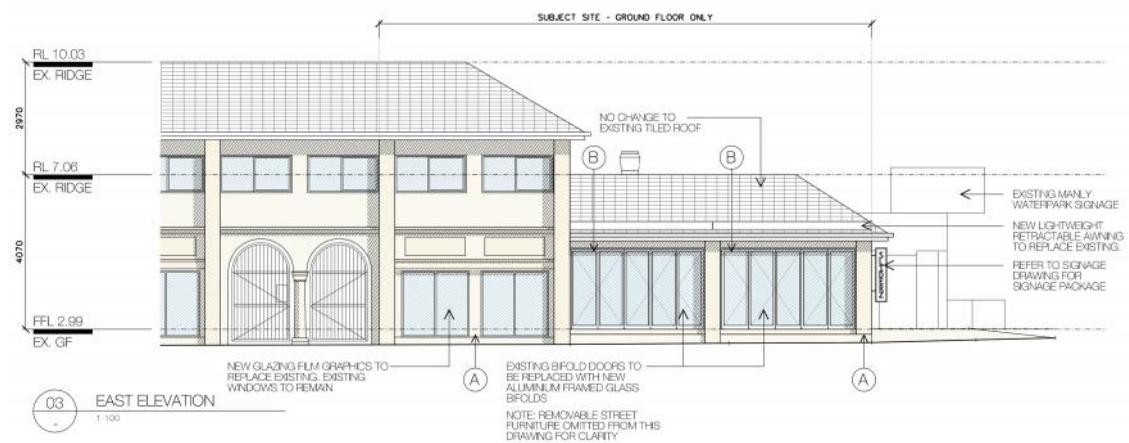 SUBJECT SITE - GROUND FLOOR ONLY
RL 10.03
EX. RIDGE
2970
NO CHANGE TO
EXISTING TILED ROOF
B
B
RL 7.06
EX. RIDGE
EXISTING MANLY
WATERPARK SIGNAGE
NEW LIGHTWEIGHT
RETRACTABLE AWNING
TO REPLACE EXISTING.
4070
REFER TO SIGNAGE
DRAWING FOR
SIGNAGE PACKAGE
FFL 2.99
EX. GF
NEW GLAZING FILM GRAPHICS TO
REPLACE EXISTING. EXISTING
WINDOWS TO REMAIN
A
EXISTING BIFOLD DOORS TO
BE REPLACED WITH NEW
ALUMINIUM FRAMED GLASS
BIFOLDS
NOTE: REMOVABLE STREET
FURNITURE OMITTED FROM THIS
DRAWING FOR CLARITY
A
03
-
EAST ELEVATION
1:100